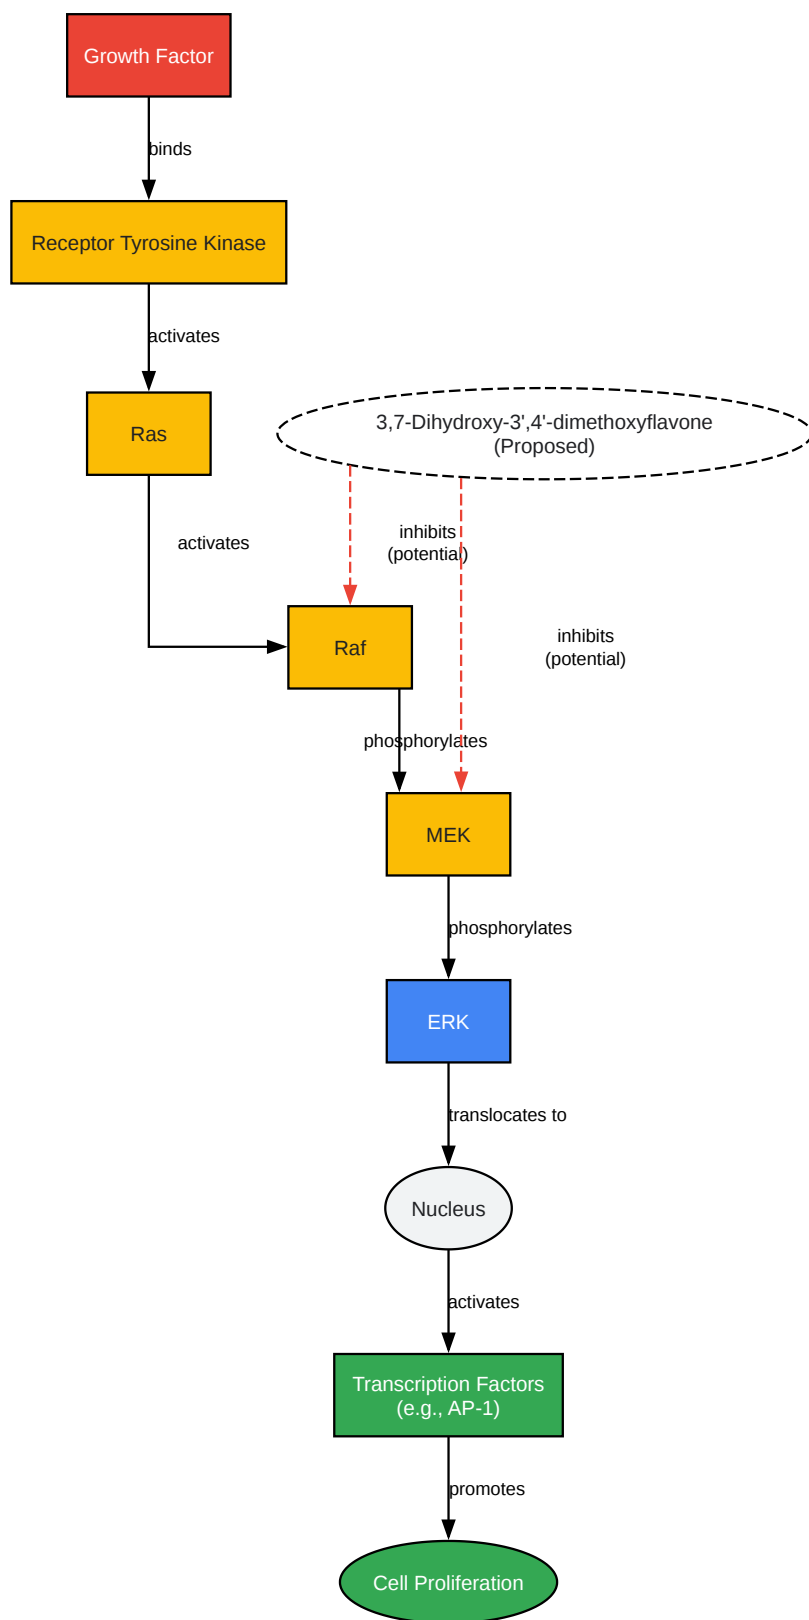 Growth Factor
binds
Receptor Tyrosine Kinase
activates
Ras
3,7-Dihydroxy-3',4'-dimethoxyflavone
(Proposed)
activates
inhibits
(potential)
Raf
inhibits
(potential)
phosphorylates
MEK
phosphorylates
ERK
translocates to
Nucleus
activates
Transcription Factors
(e.g., AP-1)
promotes
Cell Proliferation